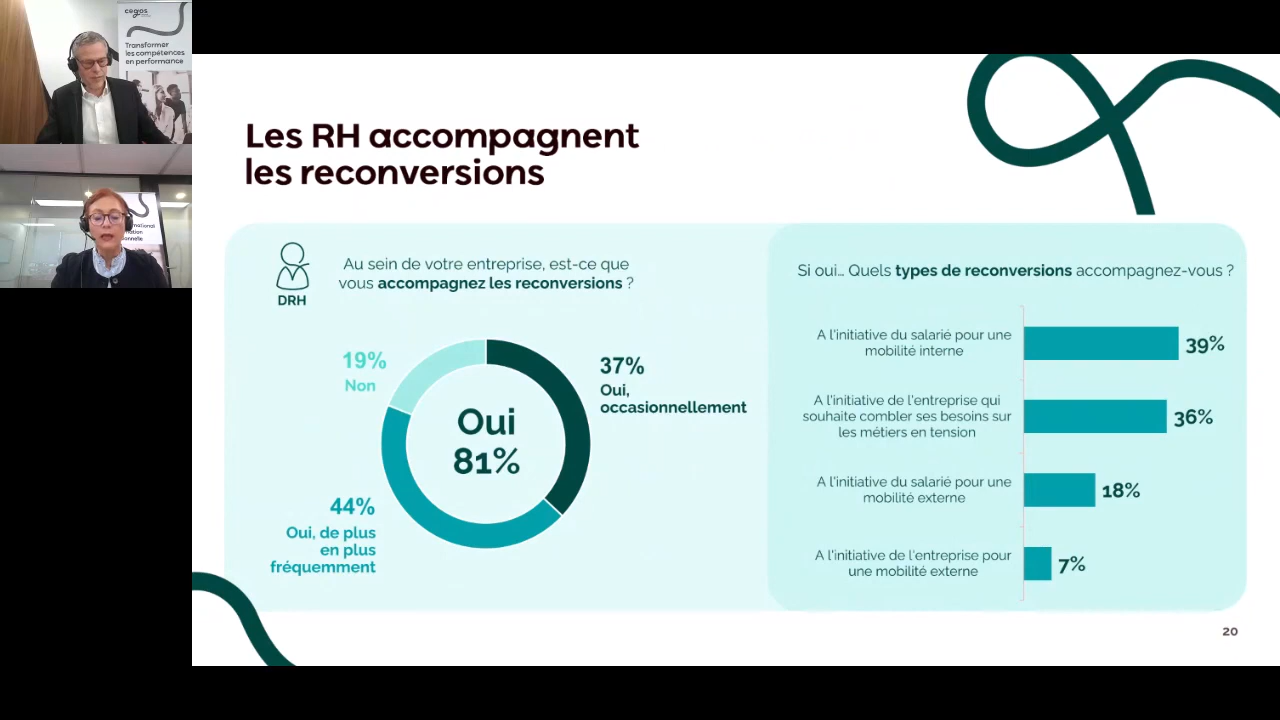 cegos
Transformer
les compétences
en performance
Les RH accompagnent
les reconversions
DRH
Au sein de votre entreprise, est-ce que
vous accompagnez les reconversions ?
19%
Non
37%
Oui,
occasionnellement
Oui
81%
44%
Oui, de plus
en plus
fréquemment
Si oui... Quels types de reconversions accompagnez-vous ?
A l'initiative du salarié pour une
mobilité interne
39%
A l'initiative de l'entreprise qui
souhaite combler ses besoins sur
les métiers en tension
36%
A l'initiative du salarié pour une
mobilité externe
18%
A l'initiative de l'entreprise pour
une mobilité externe
7%
20